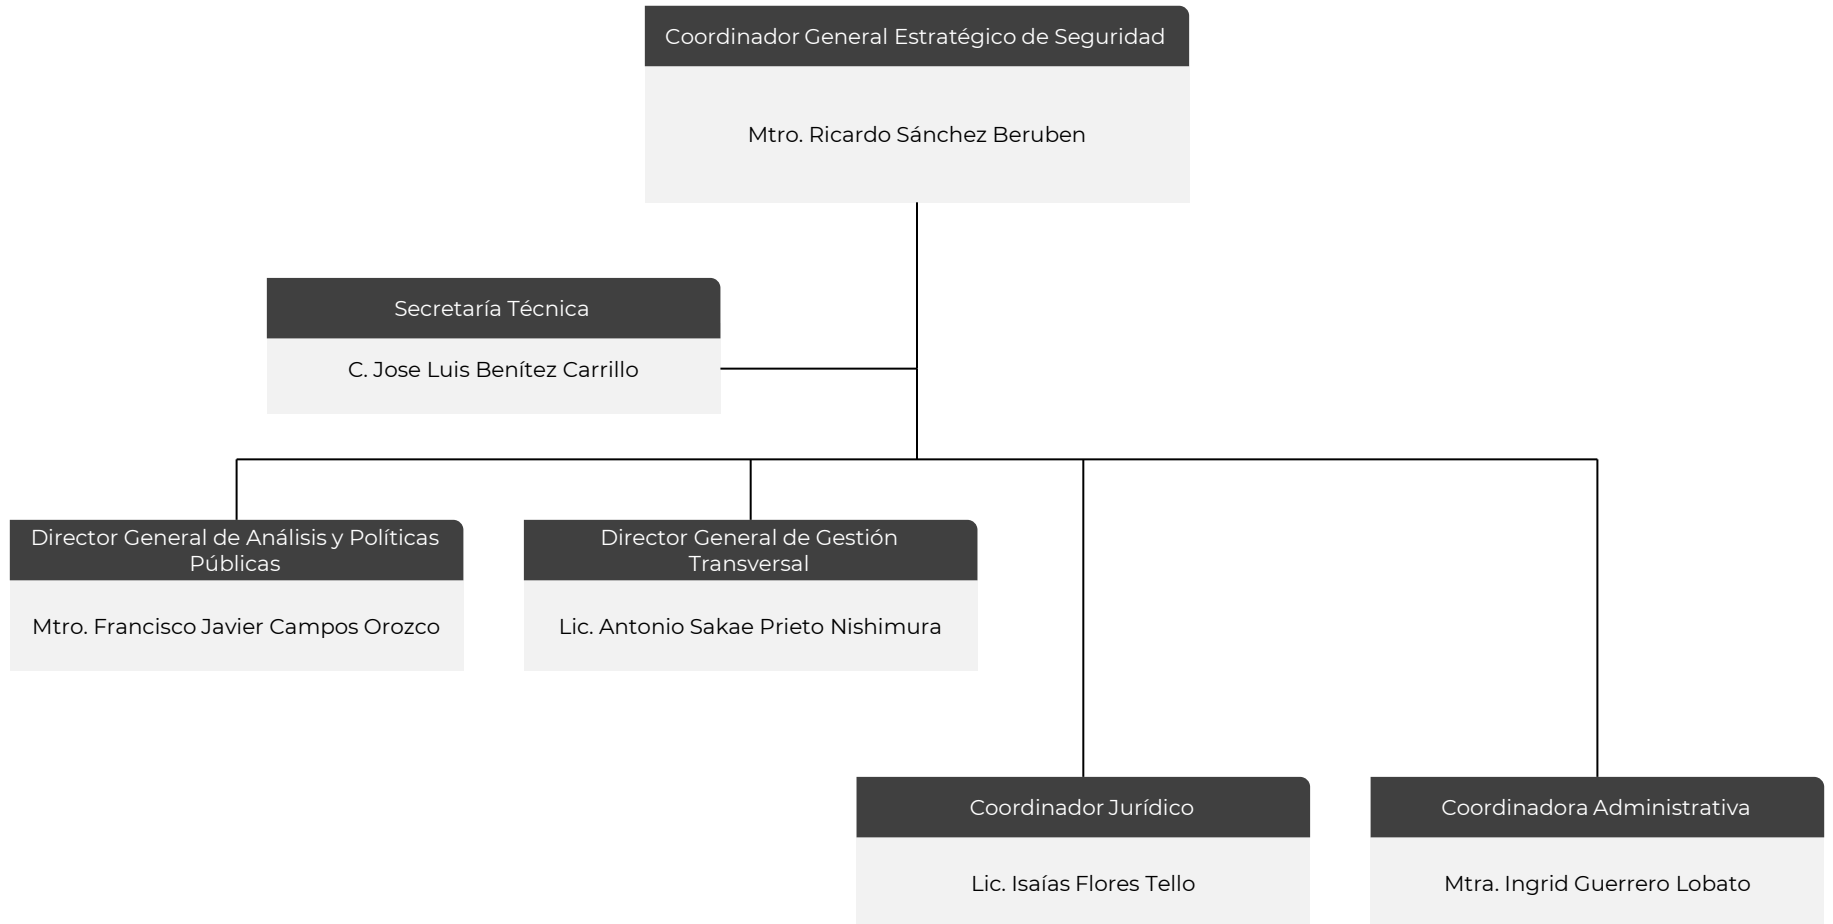 Coordinador General Estratégico de Seguridad
Mtro. Ricardo Sánchez Beruben
Secretaría Técnica
C. Jose Luis Benítez Carrillo
Director General de Análisis y Políticas
Públicas
Mtro. Francisco Javier Campos Orozco
Director General de Gestión
Transversal
Lic. Antonio Sakae Prieto Nishimura
Coordinador Jurídico
Lic. Isaías Flores Tello
Coordinadora Administrativa
Mtra. Ingrid Guerrero Lobato